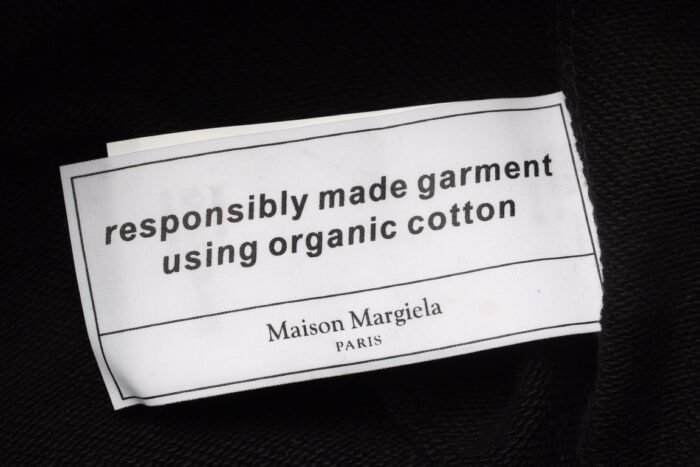 responsibly made garment
using organic cotton
Maison Margiela
PARIS